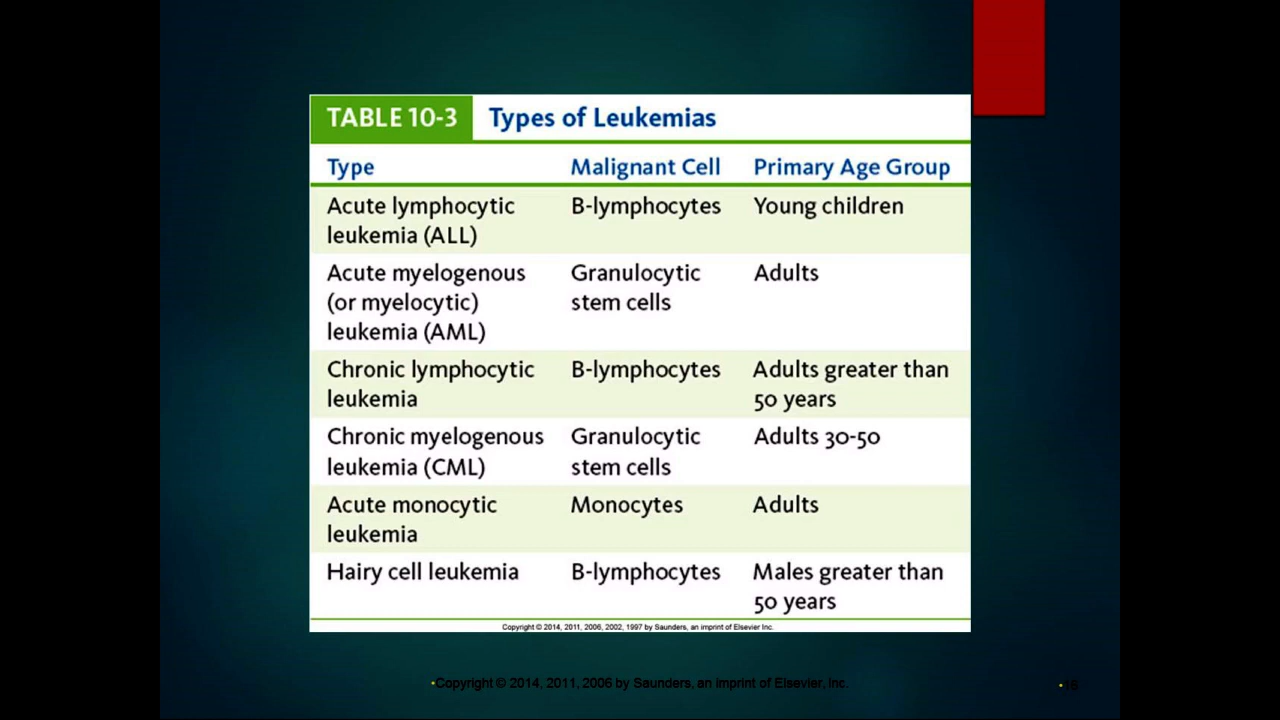 TABLE 10-3 Types of Leukemias
Type Malignant Cell Primary Age Group
Acute lymphocytic B-lymphocytes Young children
leukemia (ALL)
Acute myelogenous Granulocytic Adults
(or myelocytic) stem cells
leukemia (AML)
Chronic lymphocytic B-lymphocytes Adults greater than
leukemia 50 years
Chronic myelogenous Granulocytic Adults 30-50
leukemia (CML) stem cells
Acute monocytic Monocytes Adults
leukemia
Hairy cell leukemia B-lymphocytes Males greater than
50 years
Copyright © 2014, 2011, 2006, 2002, 1997 by Saunders, an imprint of Elsevier Inc.
•Copyright © 2014, 2011, 2006 by Saunders, an imprint of Elsevier, Inc. •16